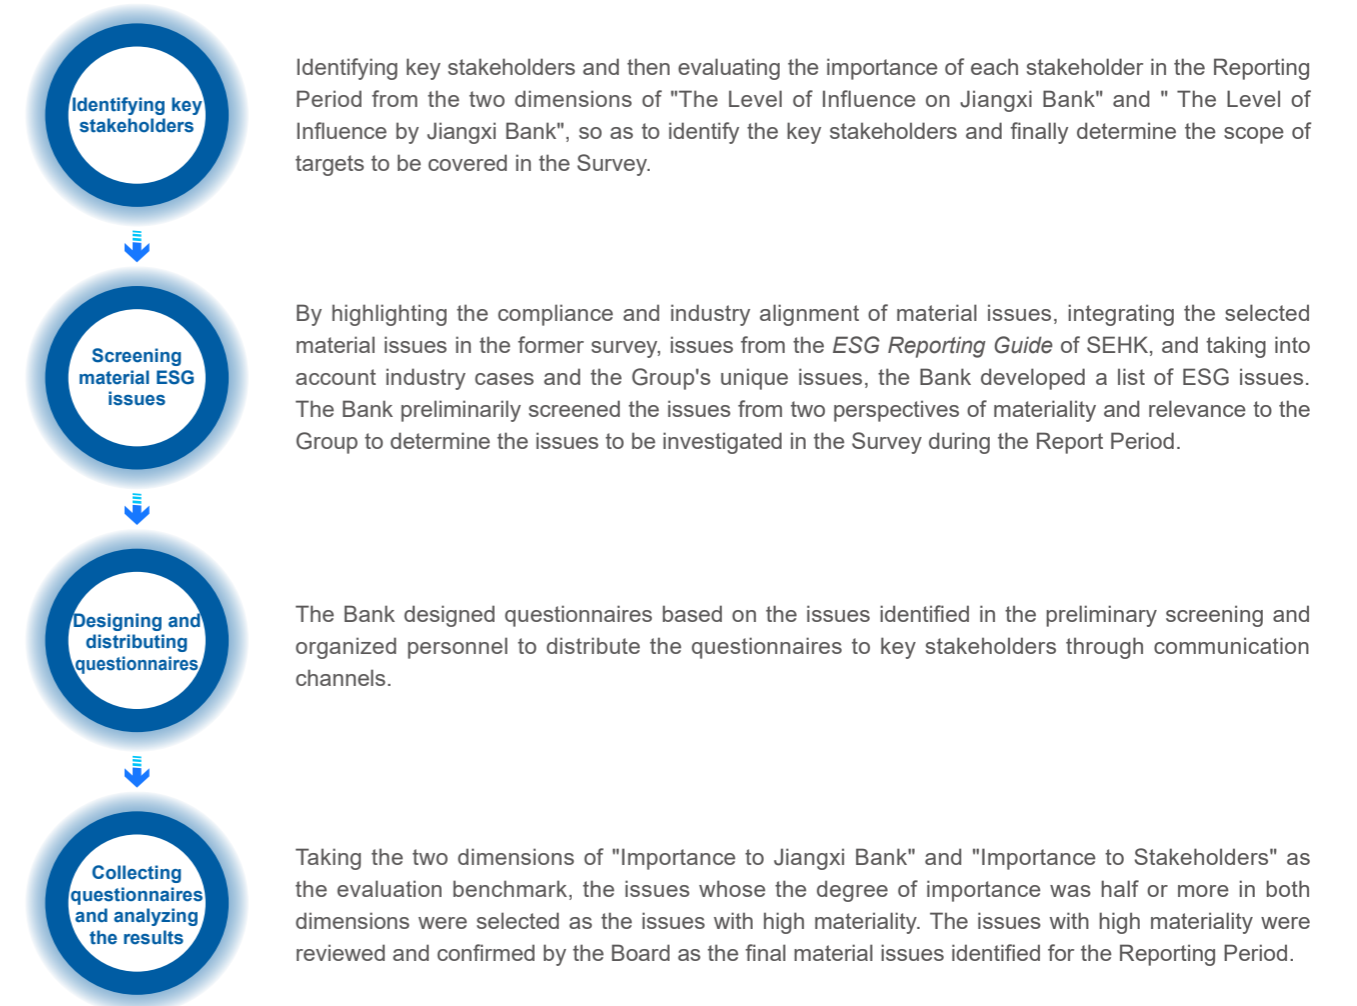 Identifying key
stakeholders
Identifying key stakeholders and then evaluating the importance of each stakeholder in the Reporting
Period from the two dimensions of "The Level of Influence on Jiangxi Bank" and " The Level of
Influence by Jiangxi Bank", so as to identify the key stakeholders and finally determine the scope of
targets to be covered in the Survey.
Screening
material ESG
issues
By highlighting the compliance and industry alignment of material issues, integrating the selected
material issues in the former survey, issues from the ESG Reporting Guide of SEHK, and taking into
account industry cases and the Group's unique issues, the Bank developed a list of ESG issues.
The Bank preliminarily screened the issues from two perspectives of materiality and relevance to the
Group to determine the issues to be investigated in the Survey during the Report Period.
Designing and
distributing
questionnaires
The Bank designed questionnaires based on the issues identified in the preliminary screening and
organized personnel to distribute the questionnaires to key stakeholders through communication
channels.
Collecting
questionnaires
and analyzing
the results
Taking the two dimensions of "Importance to Jiangxi Bank" and "Importance to Stakeholders" as
the evaluation benchmark, the issues whose the degree of importance was half or more in both
dimensions were selected as the issues with high materiality. The issues with high materiality were
reviewed and confirmed by the Board as the final material issues identified for the Reporting Period.